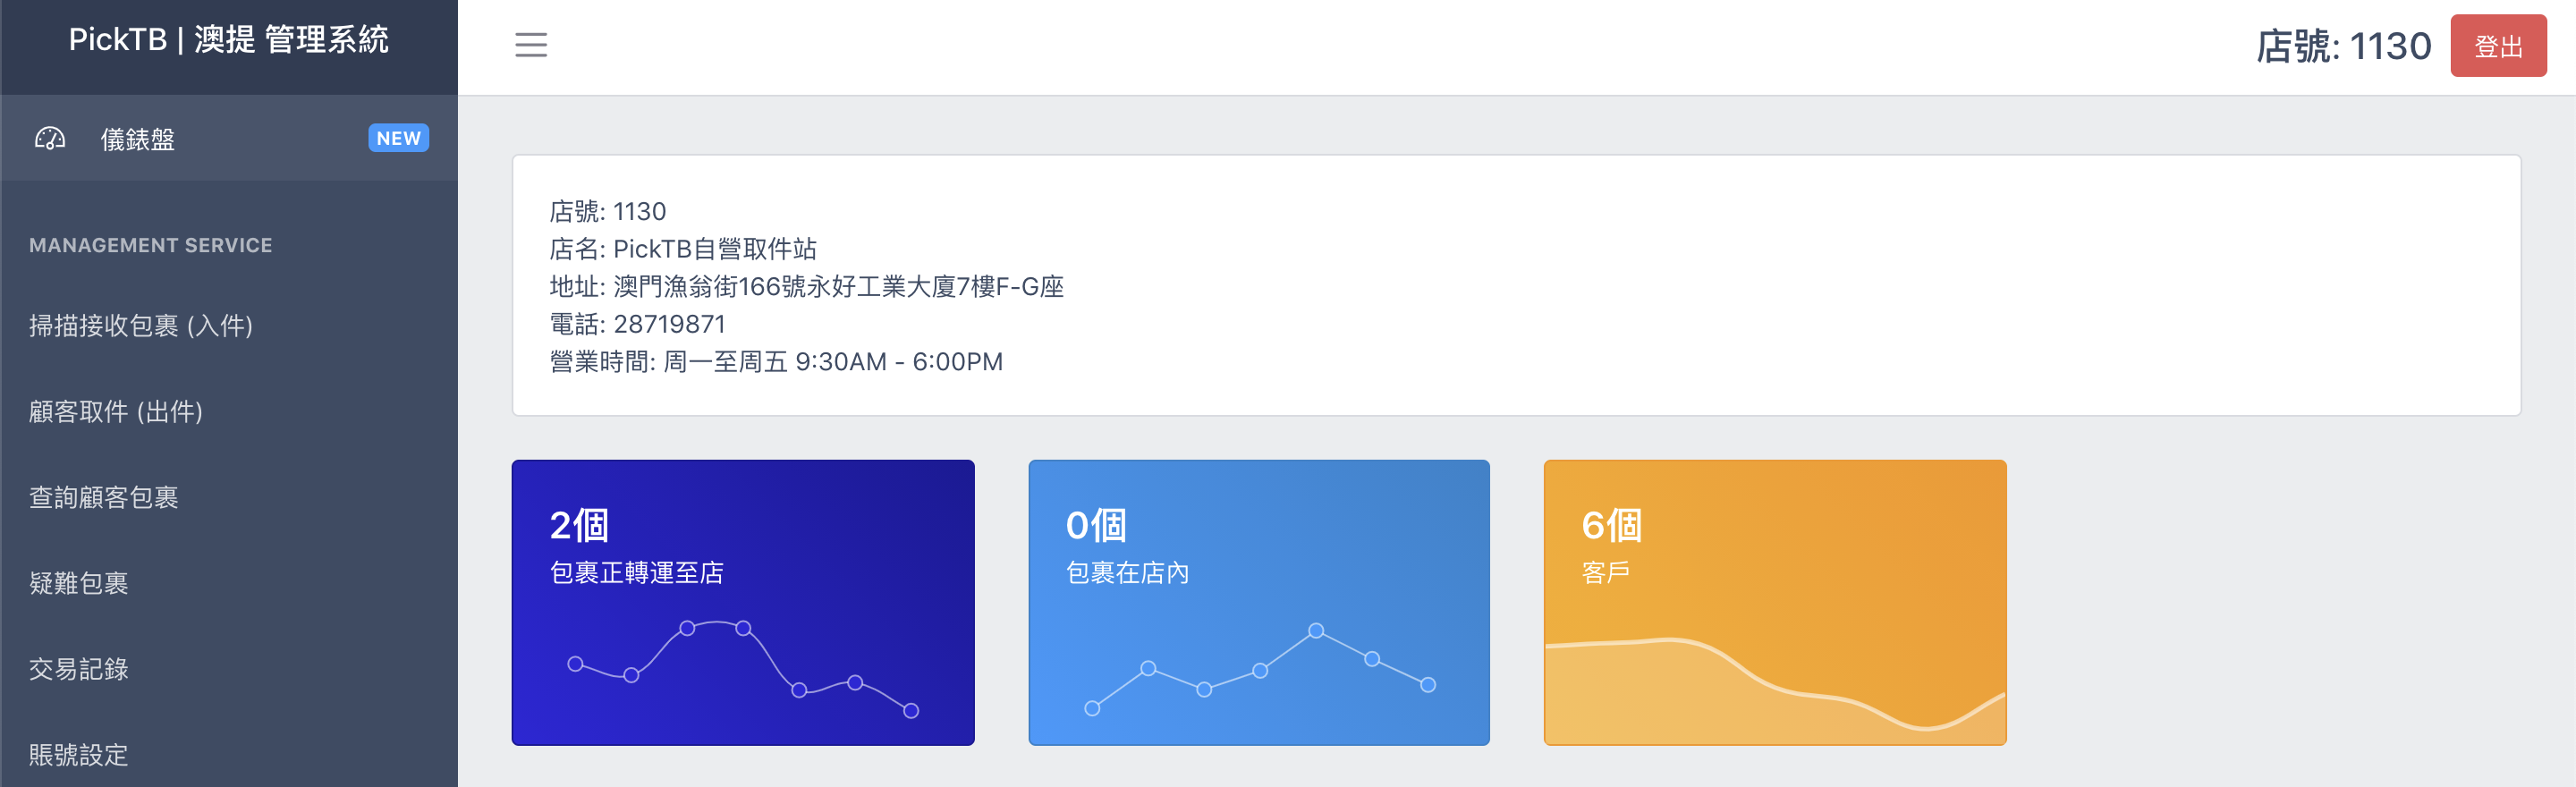 PickTB | 澳提 管理系統
店號: 1130
登出
儀錶盤
NEW
MANAGEMENT SERVICE
掃描接收包裹 (入件)
顧客取件 (出件)
查詢顧客包裹
疑難包裹
交易記錄
賬號設定
店號: 1130
店名: PickTB自營取件站
地址: 澳門漁翁街166號永好工業大廈7樓F-G座
電話: 28719871
營業時間: 周一至周五 9:30AM - 6:00PM
2個
包裹正轉運至店
0個
包裹在店內
6個
客戶